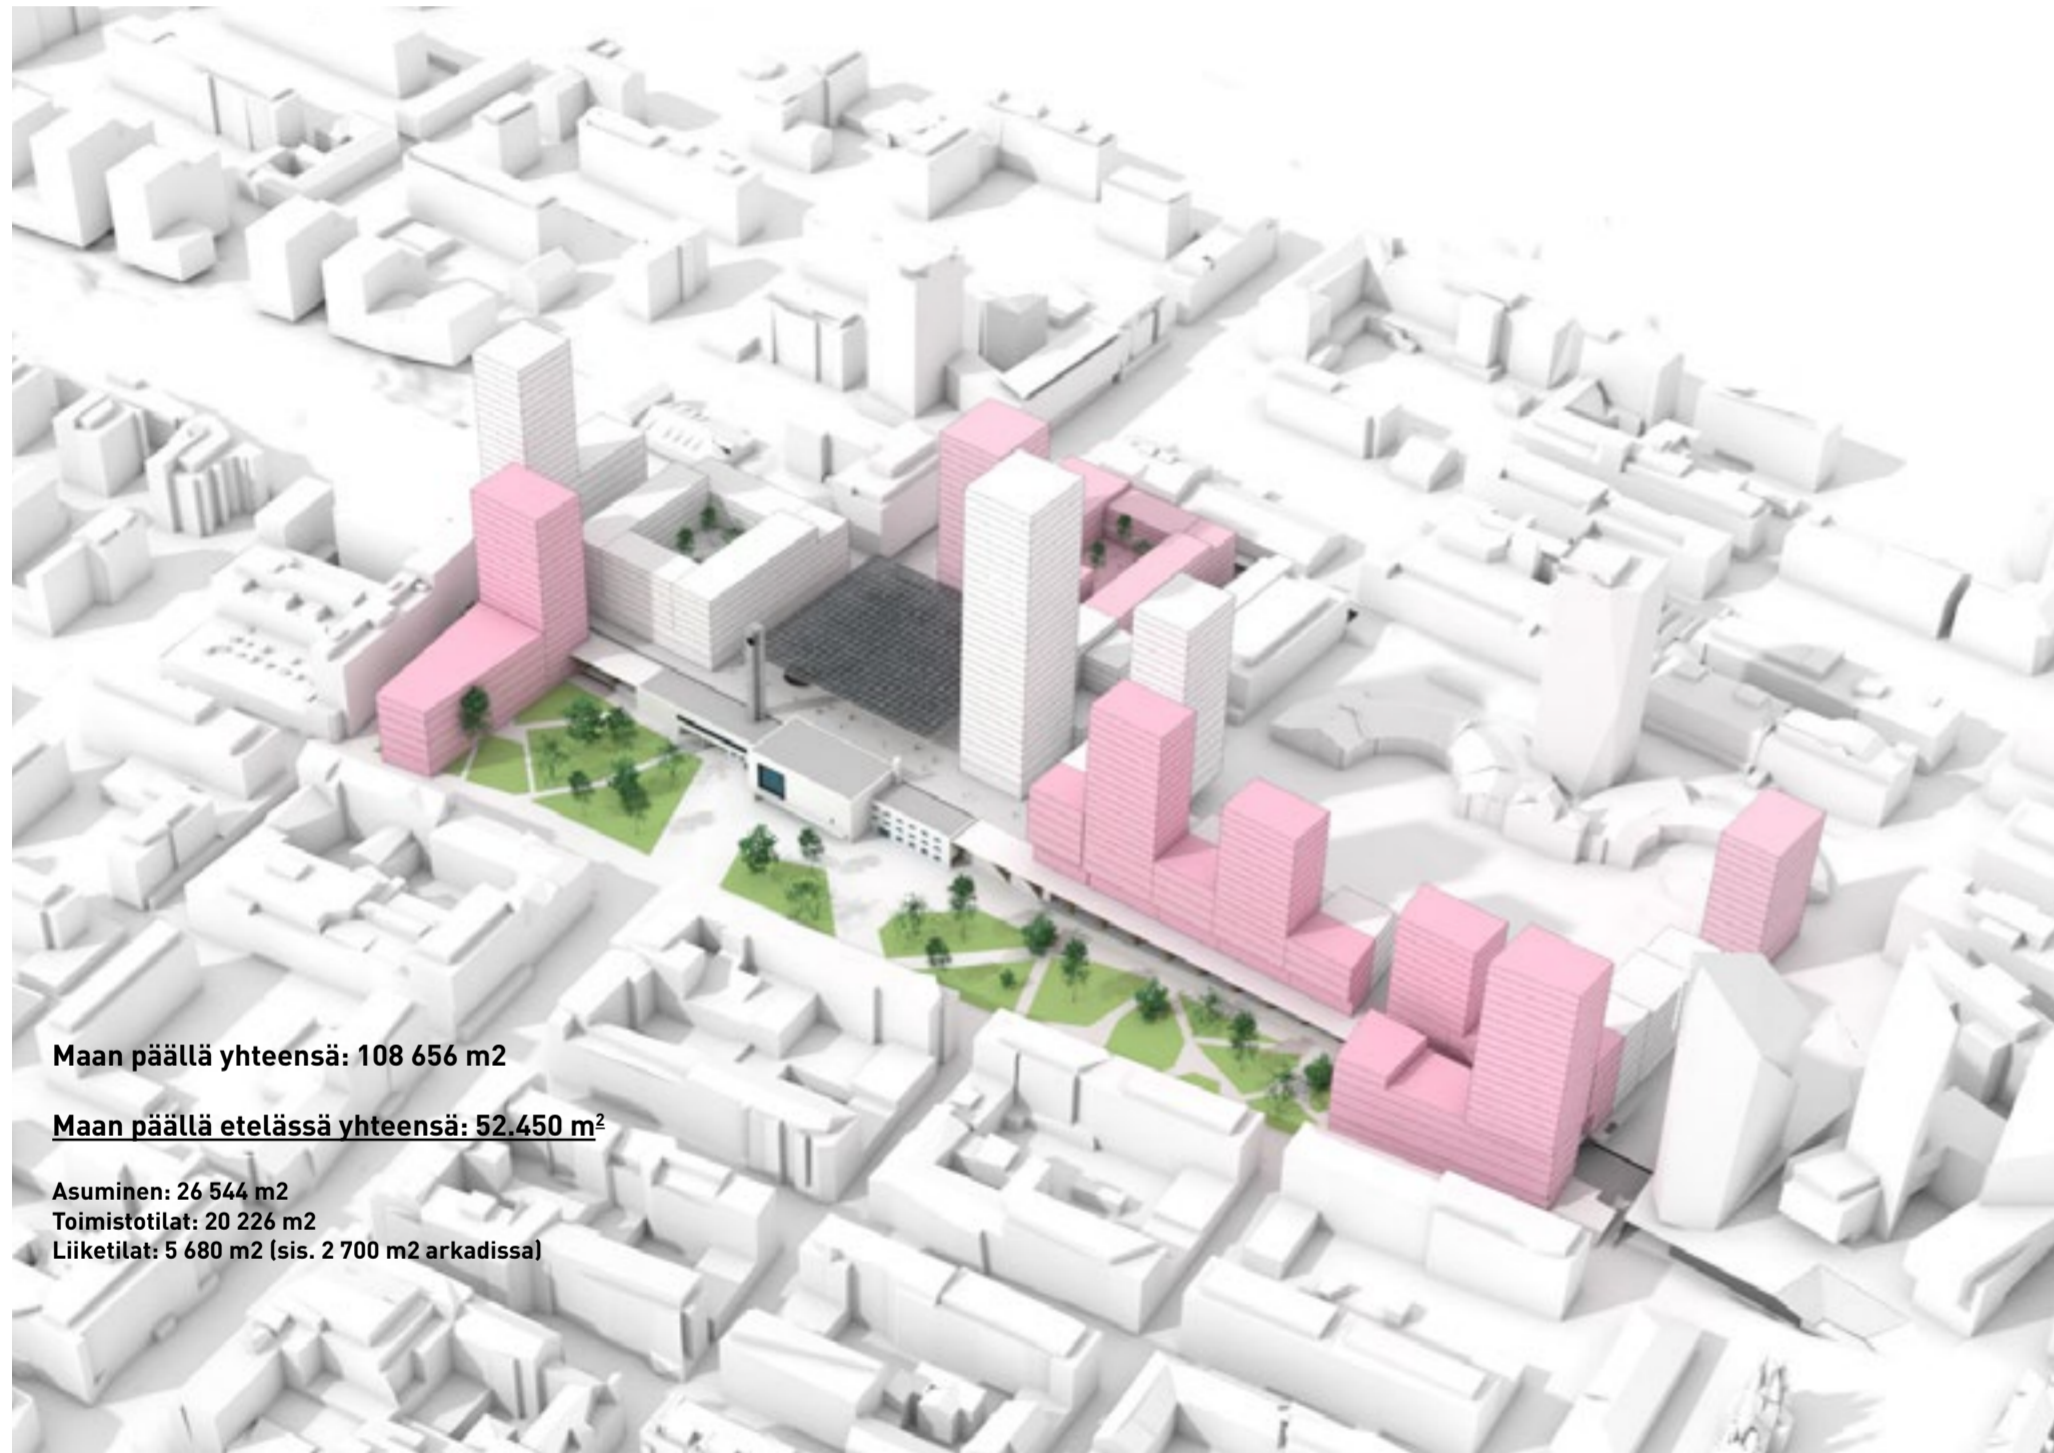 Maan päällä yhteensä: 108 656 m2
Maan päällä etelässä yhteensä: 52.450 m²
Asuminen: 26 544 m2
Toimistotilat: 20 226 m2
Liiketilat: 5 680 m2 (sis. 2 700 m2 arkadissa)